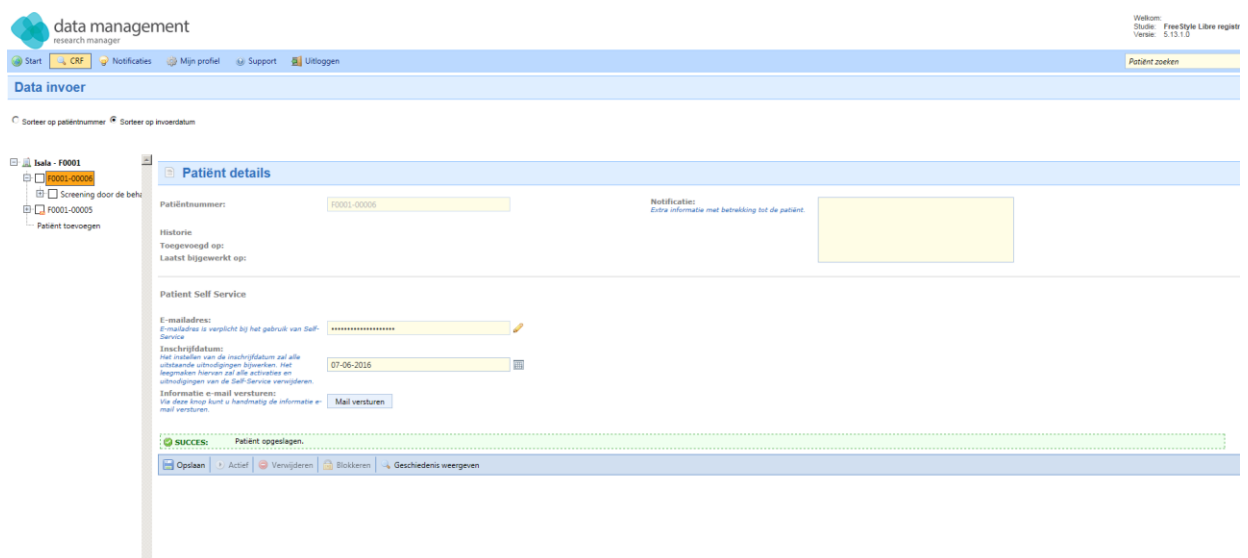 data management
research manager
Welkom:
Studie: FreeStyle Libre registr
Versie: 5.13.1.0
Start CRF Notificaties Mijn profiel Support Uitloggen
Patiënt zoeken
Data invoer
Sorteer op patiëntnummer Sorteer op invoerdatum
Isala - F0001
F0001-00006
Screening door de beha
F0001-00005
Patiënt toevoegen
Patiënt details
Patiëntnummer:
F0001-00006
Notificatie:
Extra informatie met betrekking tot de patiënt.
Historie
Toegevoegd op:
Laatst bijgewerkt op:
Patient Self Service
E-mailadres:
E-mailadres is verplicht bij het gebruik van Self-
Service
********************
Inschrijfdatum:
Het instellen van de inschrijfdatum zal alle
uitstaande uitnodigingen bijwerken. Het
leegmaken hiervan zal alle activaties en
uitnodigingen van de Self-Service verwijderen.
07-06-2016
Informatie e-mail versturen:
Via deze knop kunt u handmatig de informatie e-
mail versturen.
Mail versturen
SUCCES: Patiënt opgeslagen.
Opslaan Actief Verwijderen Blokkeren Geschiedenis weergeven